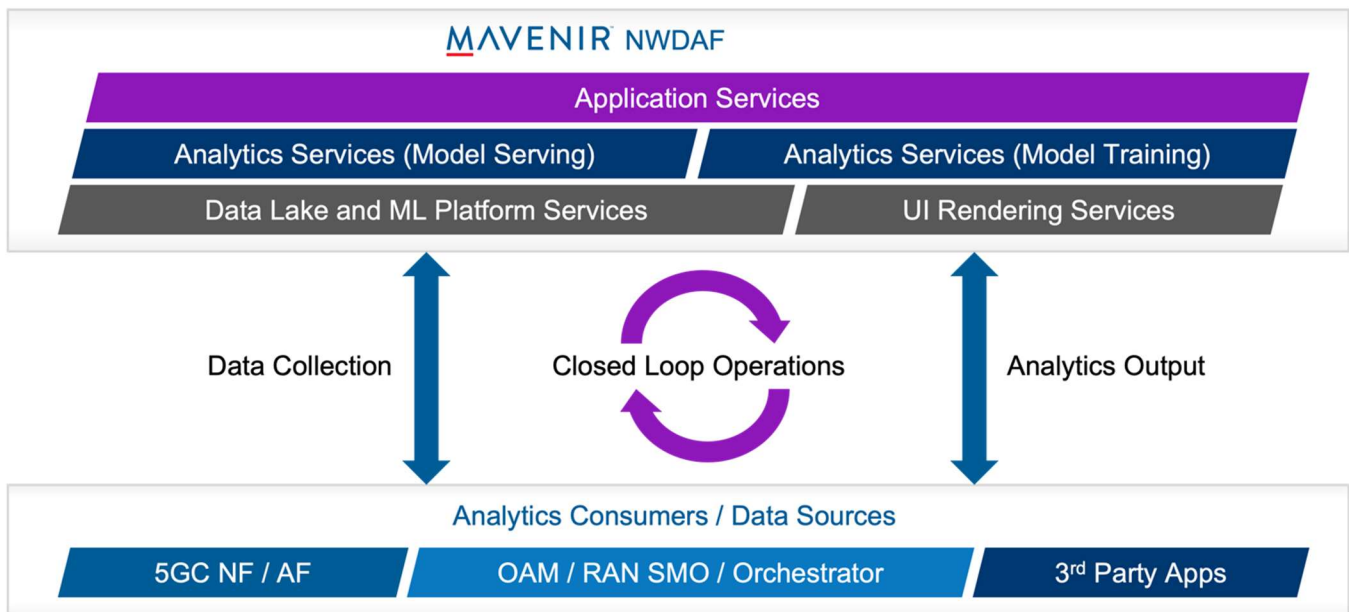 MAVENIR NWDAF
Application Services
Analytics Services (Model Serving)
Analytics Services (Model Training)
Data Lake and ML Platform Services
UI Rendering Services
Data Collection
Closed Loop Operations
Analytics Output
Analytics Consumers / Data Sources
5GC NF / AF
OAM / RAN SMO / Orchestrator
3rd Party Apps